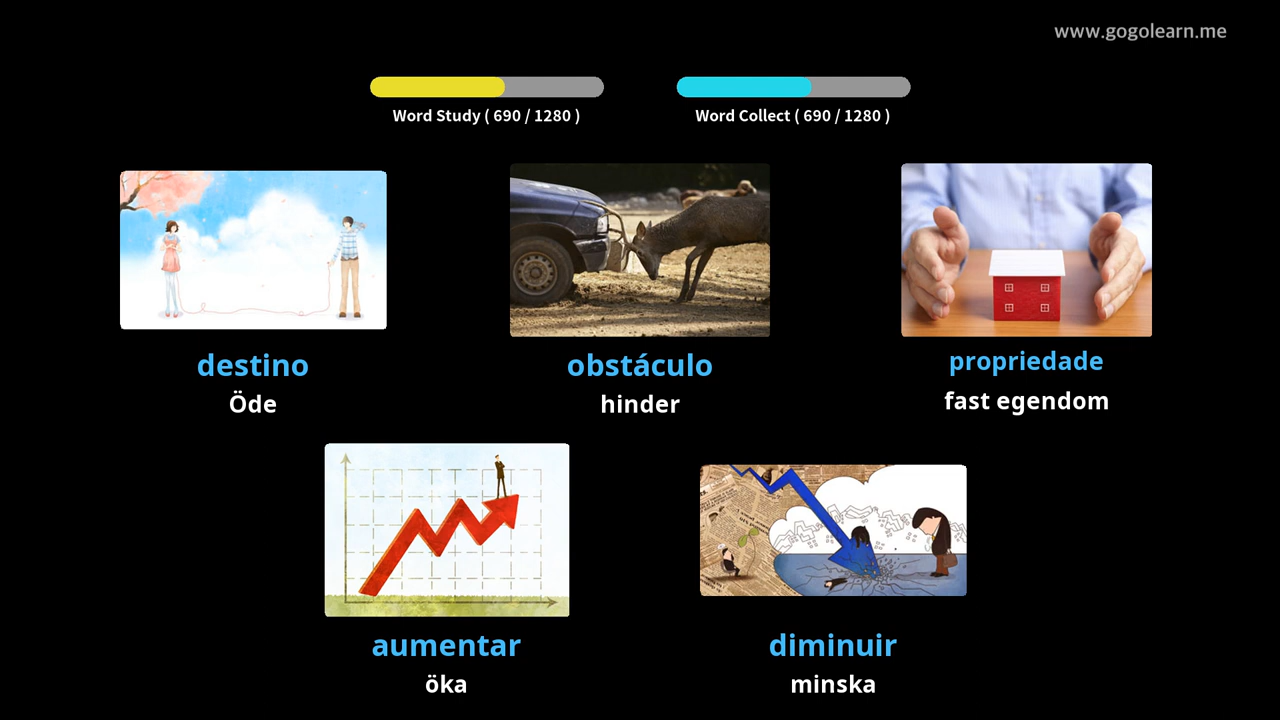 www.gogolearn.me
Word Study ( 690 / 1280 )
Word Collect ( 690 / 1280 )
destino
Öde
obstáculo
hinder
propriedade
fast egendom
aumentar
öka
diminuir
minska